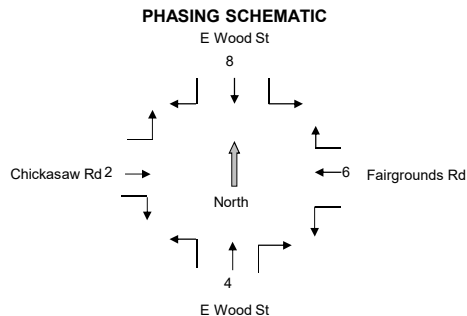 PHASING SCHEMATIC
E Wood St
8
Chickasaw Rd 2
6 Fairgrounds Rd
North
4
E Wood St